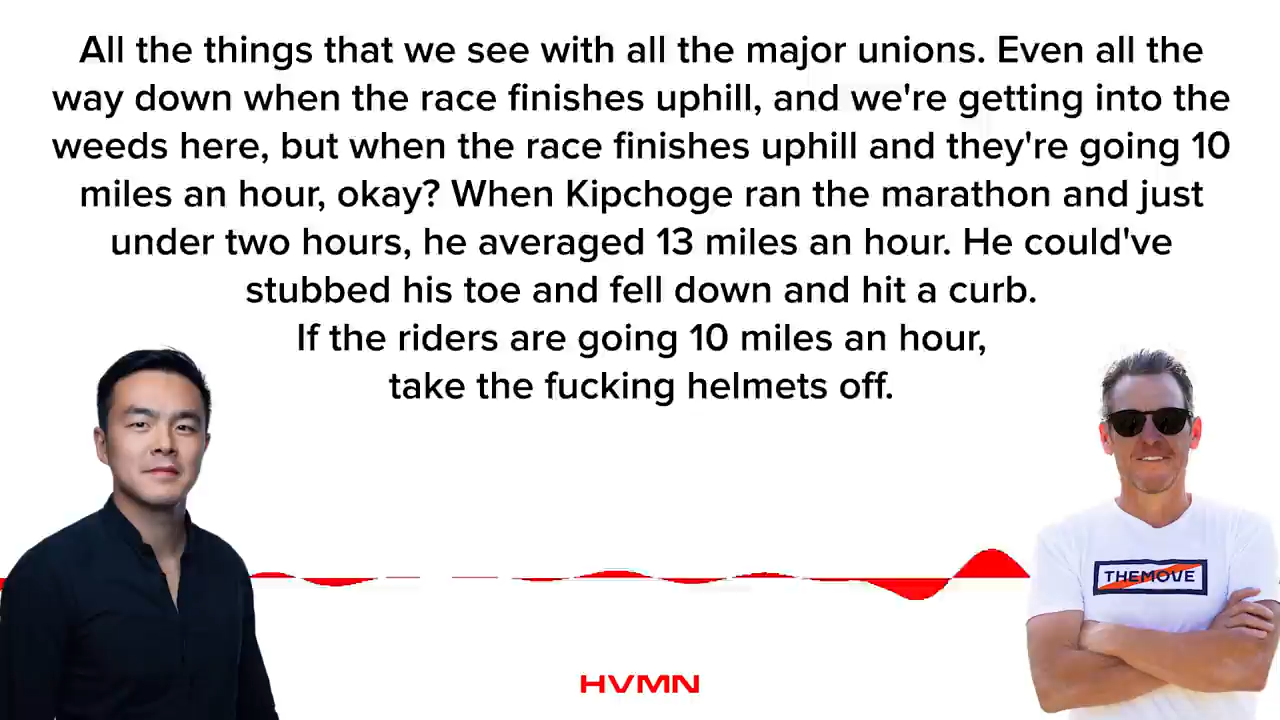 All the things that we see with all the major unions. Even all the
way down when the race finishes uphill, and we're getting into the
weeds here, but when the race finishes uphill and they're going 10
miles an hour, okay? When Kipchoge ran the marathon and just
under two hours, he averaged 13 miles an hour. He could've
stubbed his toe and fell down and hit a curb.
If the riders are going 10 miles an hour,
take the fucking helmets off.
THEMOVE
HVMN